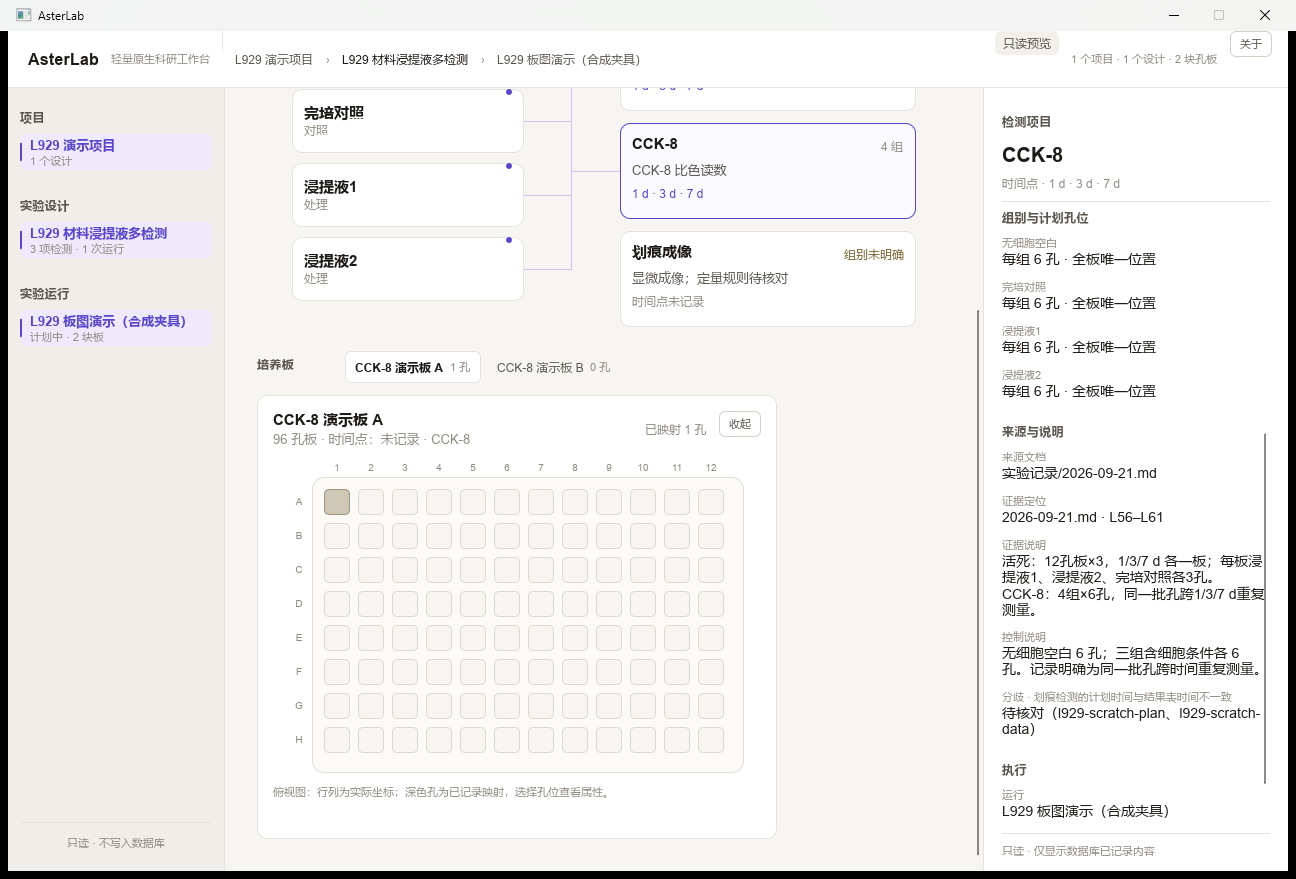 AsterLab
AsterLab 轻量原生科研工作台
L929 演示项目 › L929 材料浸提液多检测 › L929 板图演示（合成夹具）
只读预览
1 个项目 · 1 个设计 · 2 块孔板
关于
项目
L929 演示项目
1 个设计
实验设计
L929 材料浸提液多检测
3 项检测 · 1 次运行
实验运行
L929 板图演示（合成夹具）
计划中 · 2 块板
只迹 · 不写入数据库
完培对照
对照
浸提液1
处理
浸提液2
处理
1 d · 3 d · 7 d
CCK-8
4 组
CCK-8 比色读数
1 d · 3 d · 7 d
划痕成像
组别未明确
显微成像；定量规则待核对
时间点未记录
培养板
CCK-8 演示板 A 1 孔
CCK-8 演示板 B 0 孔
CCK-8 演示板 A
96 孔板 · 时间点：未记录 · CCK-8
已映射 1 孔
收起
1 2 3 4 5 6 7 8 9 10 11 12
A
B
C
D
E
F
G
H
俯视图：行列为实际坐标；深色孔为已记录映射，选择孔位查看属性。
检测项目
CCK-8
时间点 · 1 d · 3 d · 7 d
组别与计划孔位
无细胞空白
每组 6 孔 · 全板唯一位置
完培对照
每组 6 孔 · 全板唯一位置
浸提液1
每组 6 孔 · 全板唯一位置
浸提液2
每组 6 孔 · 全板唯一位置
来源与说明
来源文档
实验记录/2026-09-21.md
证据定位
2026-09-21.md · L56–L61
证据说明
活死：12孔板×3，1/3/7 d 各一板；每板浸
提液1、浸提液2、完培对照各3孔。
CCK-8：4组×6孔，同一批孔跨1/3/7 d重复
测量。
控制说明
无细胞空白 6 孔；三组含细胞条件各 6
孔。记录明确为同一批孔跨时间重复测量。
分歧 · 划痕检测的计划时间与结果表时间不一致
待核对（l929-scratch-plan、l929-scratch-
data）
执行
运行
L929 板图演示（合成夹具）
只迹 · 仅显示数据库已记录内容